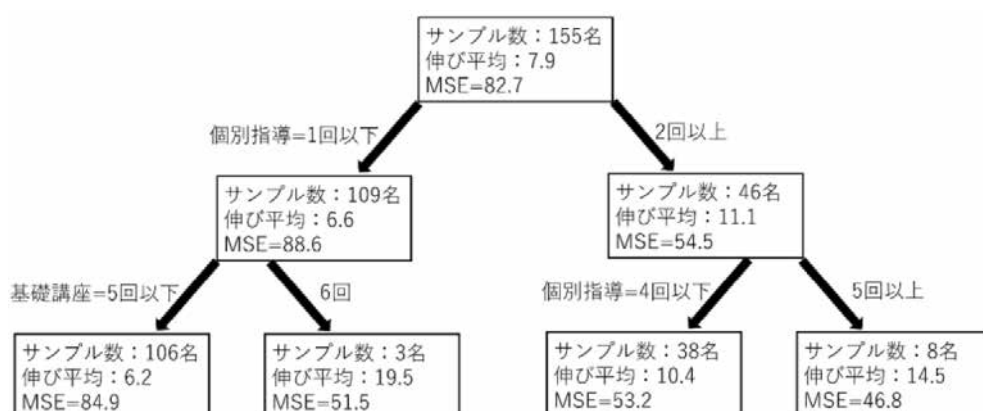 サンプル数：155名
伸び平均：7.9
MSE=82.7
個別指導=1回以下
2回以上
サンプル数：109名
伸び平均：6.6
MSE=88.6
サンプル数：46名
伸び平均：11.1
MSE=54.5
基礎講座=5回以下
6回
個別指導=4回以下
5回以上
サンプル数：106名
伸び平均：6.2
MSE=84.9
サンプル数：3名
伸び平均：19.5
MSE=51.5
サンプル数：38名
伸び平均：10.4
MSE=53.2
サンプル数：8名
伸び平均：14.5
MSE=46.8